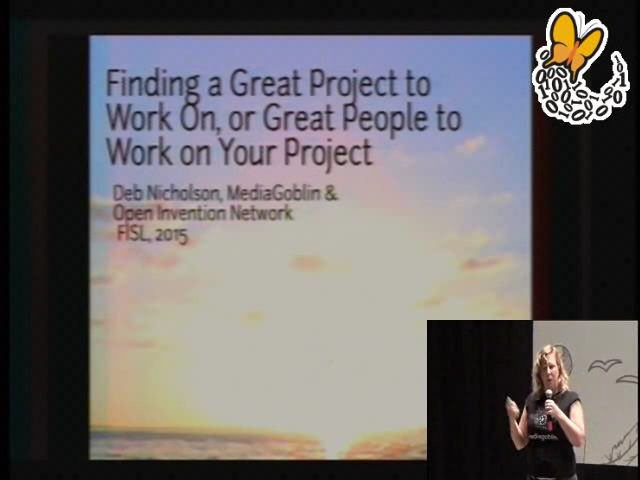 Finding a Great Project to
Work On, or Great People to
Work on Your Project
Deb Nicholson, MediaGoblin &
Open Invention Network
FISL, 2015